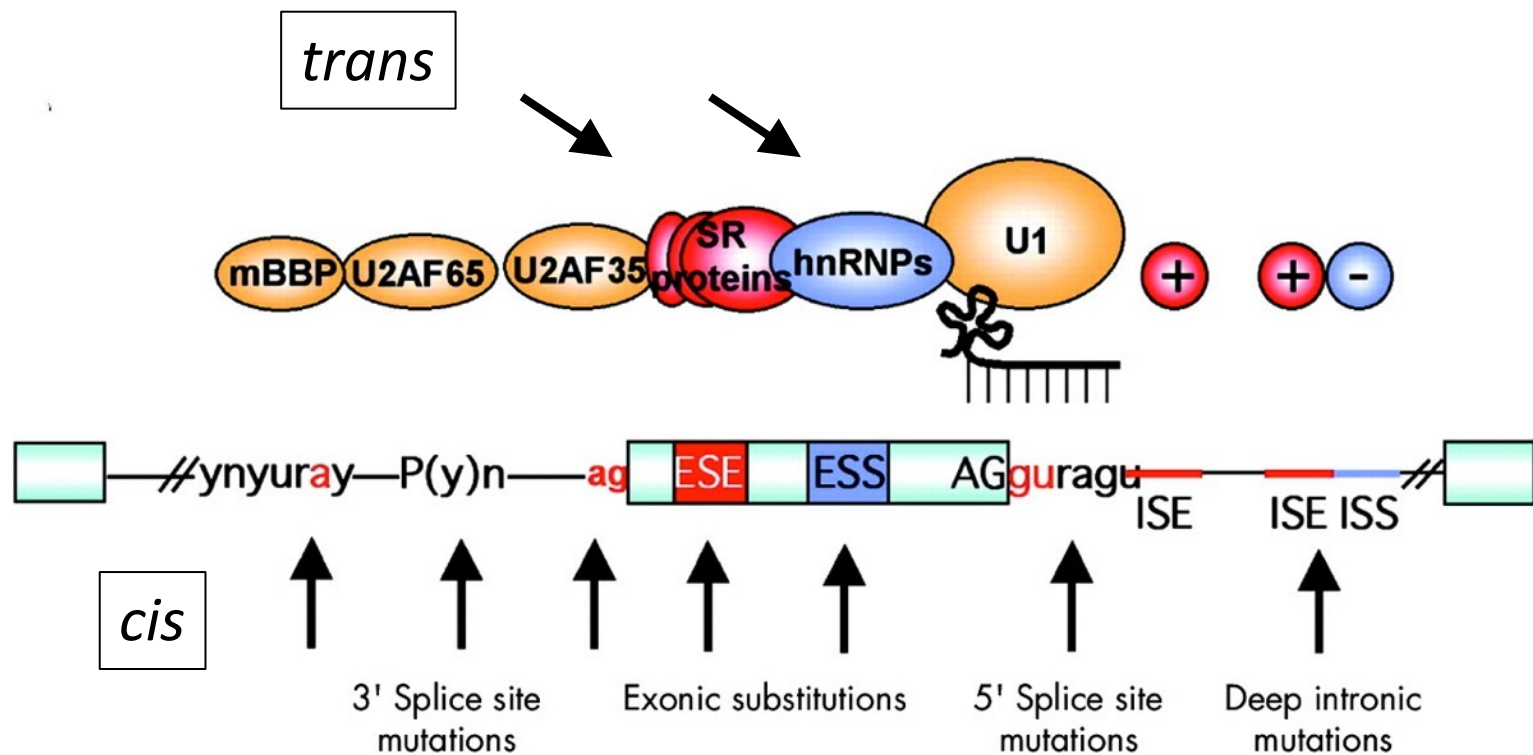 trans
mBBP U2AF65 U2AF35 SR proteins hnRNPs U1 + + -
ynyuray P(y)n ag ESE ESS AGguragu
ISE ISE ISS
cis
3' Splice site mutations
Exonic substitutions
5' Splice site mutations
Deep intronic mutations